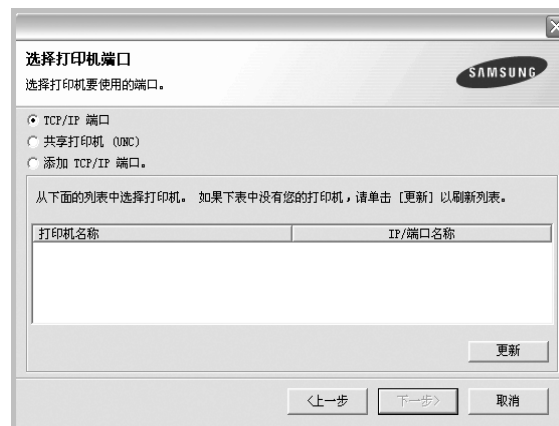 选择打印机端口
选择打印机要使用的端口。
SAMSUNG
TCP/IP 端口
共享打印机 (UNC)
添加 TCP/IP 端口。
从下面的列表中选择打印机。 如果下表中没有您的打印机，请单击 [更新] 以刷新列表。
打印机名称 IP/端口名称
更新
<上一步 下一步> 取消